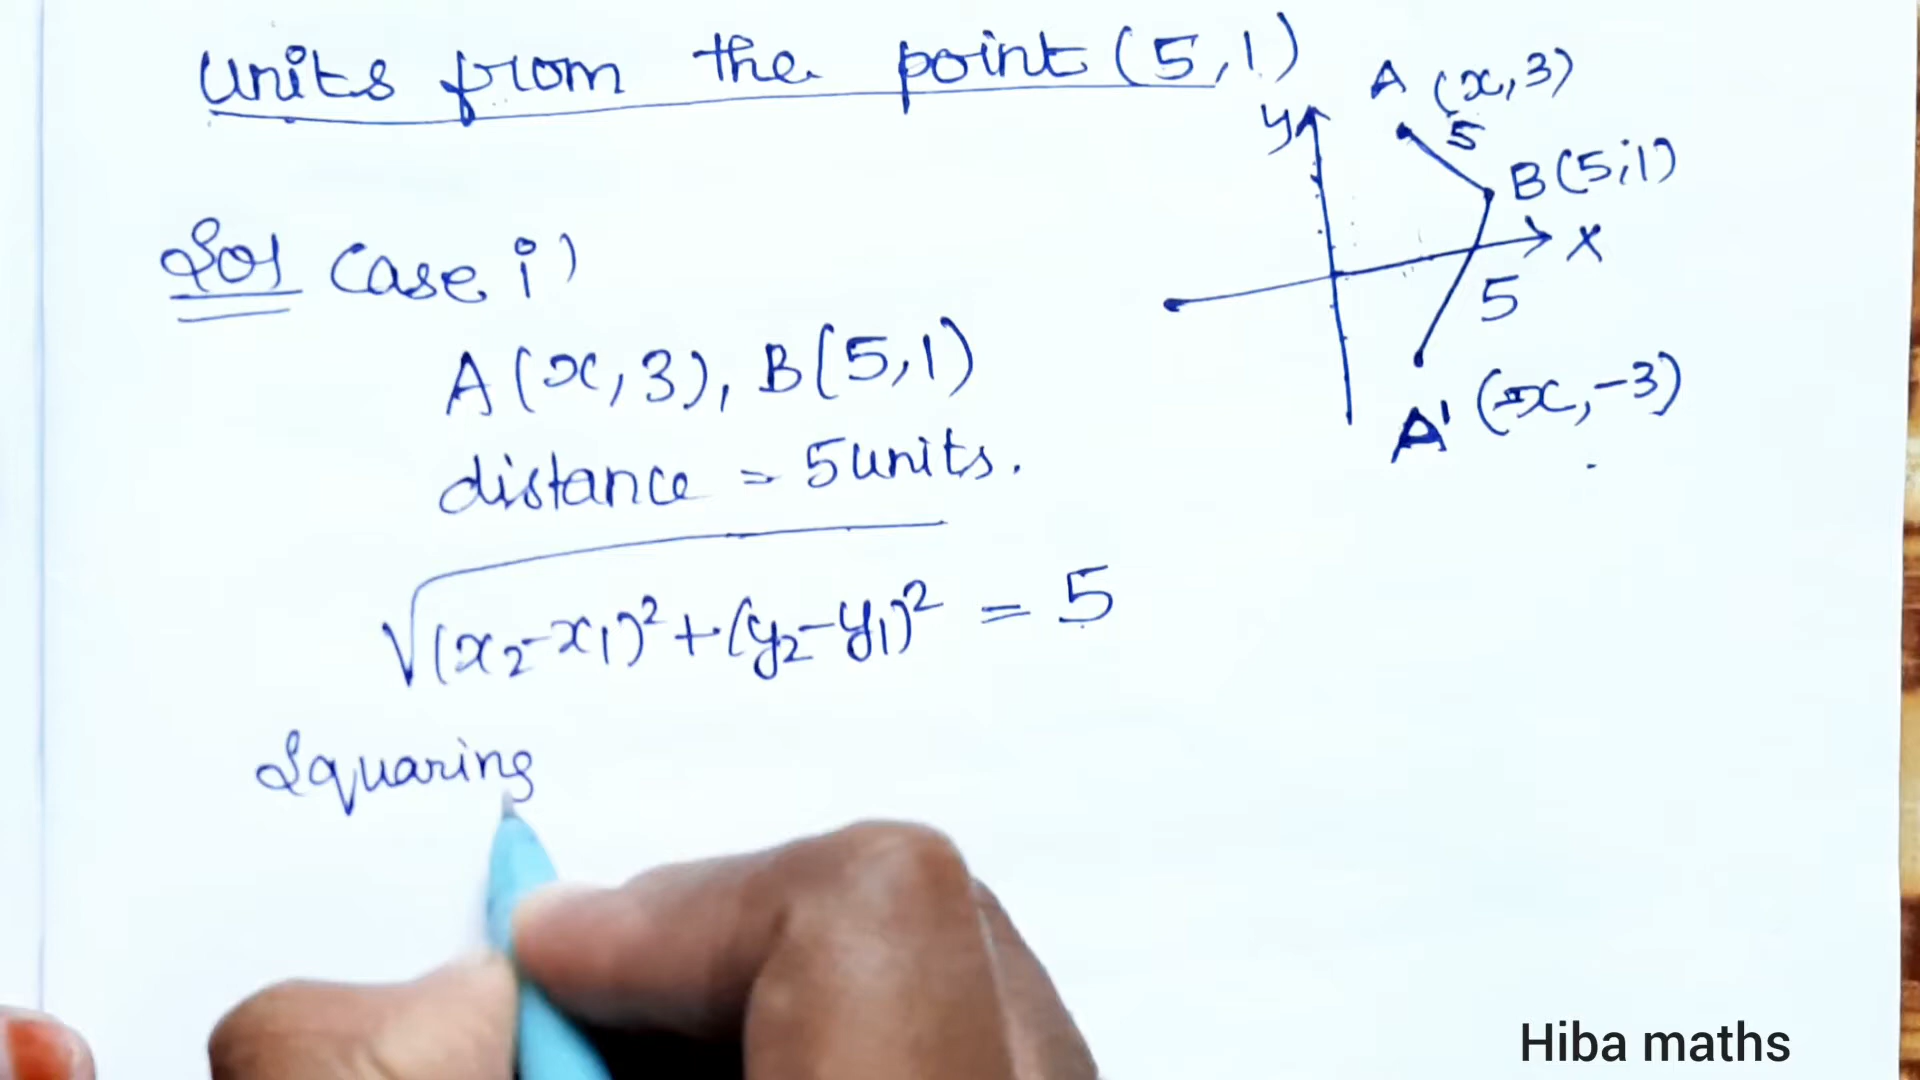 units from the point (5,1)
A (x,3)
y
5
B(5,1)
x
5
A' (x,-3)
Sol Case i)
A(x,3), B(5,1)
distance = 5 units.
√(x₂-x₁)²+(y₂-y₁)² = 5
Squaring
Hiba maths